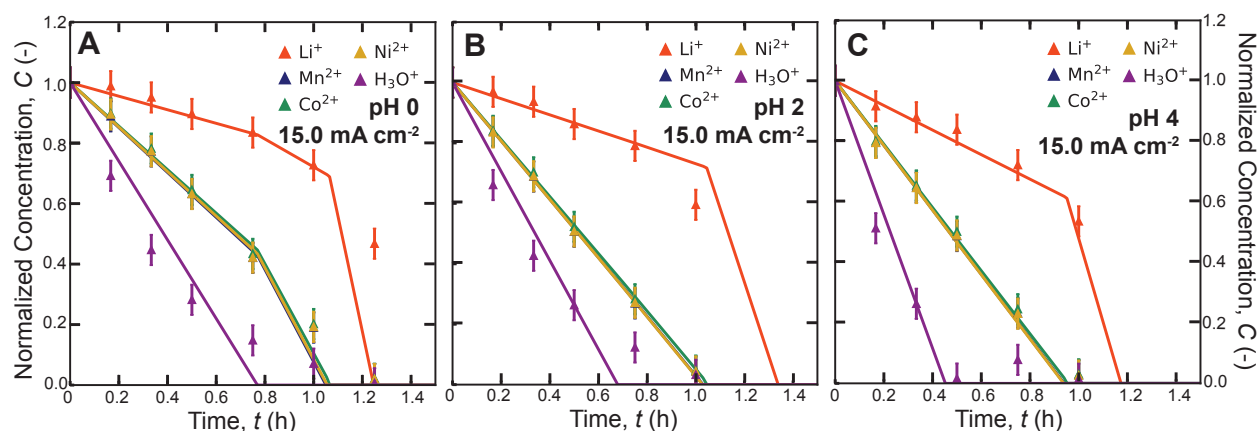 A
Li⁺
Ni²⁺
Mn²⁺
H₃O⁺
Co²⁺
pH 0
15.0 mA cm⁻²
B
Li⁺
Ni²⁺
Mn²⁺
H₃O⁺
Co²⁺
pH 2
15.0 mA cm⁻²
C
Li⁺
Ni²⁺
Mn²⁺
H₃O⁺
Co²⁺
pH 4
15.0 mA cm⁻²
Normalized Concentration, C (-)
1.2
1.0
0.8
0.6
0.4
0.2
0.0
Normalized Concentration, C (-)
1.2
1.0
0.8
0.6
0.4
0.2
0.0
0.0 0.2 0.4 0.6 0.8 1.0 1.2 1.4
0.0 0.2 0.4 0.6 0.8 1.0 1.2 1.4
0.0 0.2 0.4 0.6 0.8 1.0 1.2 1.4
Time, t (h)
Time, t (h)
Time, t (h)